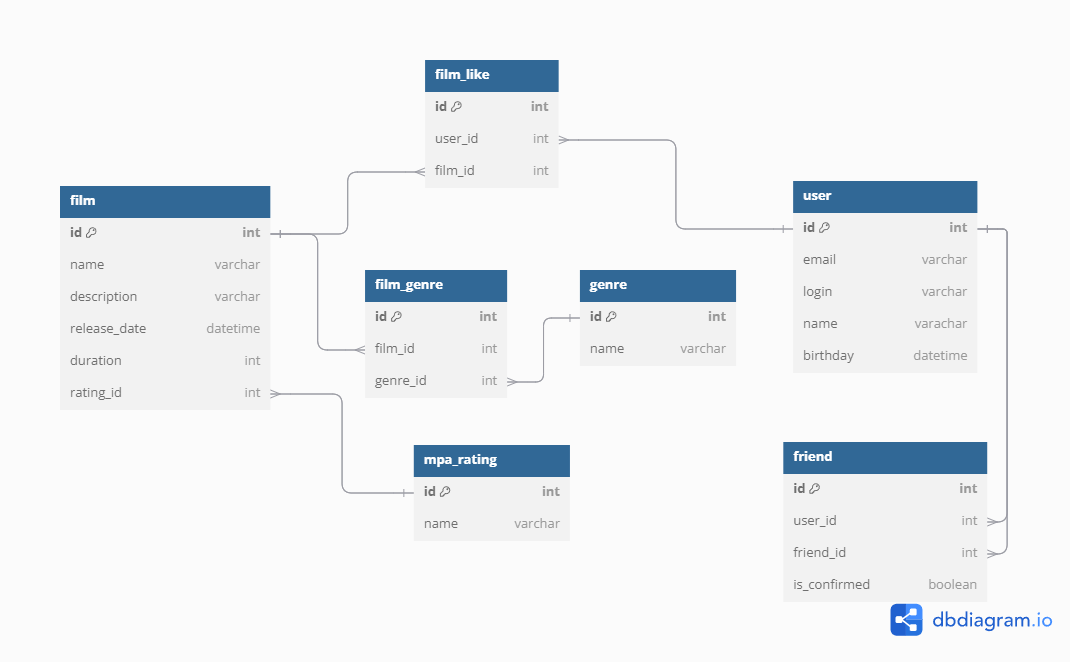 film_like
id int
user_id int
film_id int
film
id int
name varchar
description varchar
release_date datetime
duration int
rating_id int
user
id int
email varchar
login varchar
name varachar
birthday datetime
film_genre
id int
film_id int
genre_id int
genre
id int
name varchar
mpa_rating
id int
name varchar
friend
id int
user_id int
friend_id int
is_confirmed boolean
dbdiagram.io